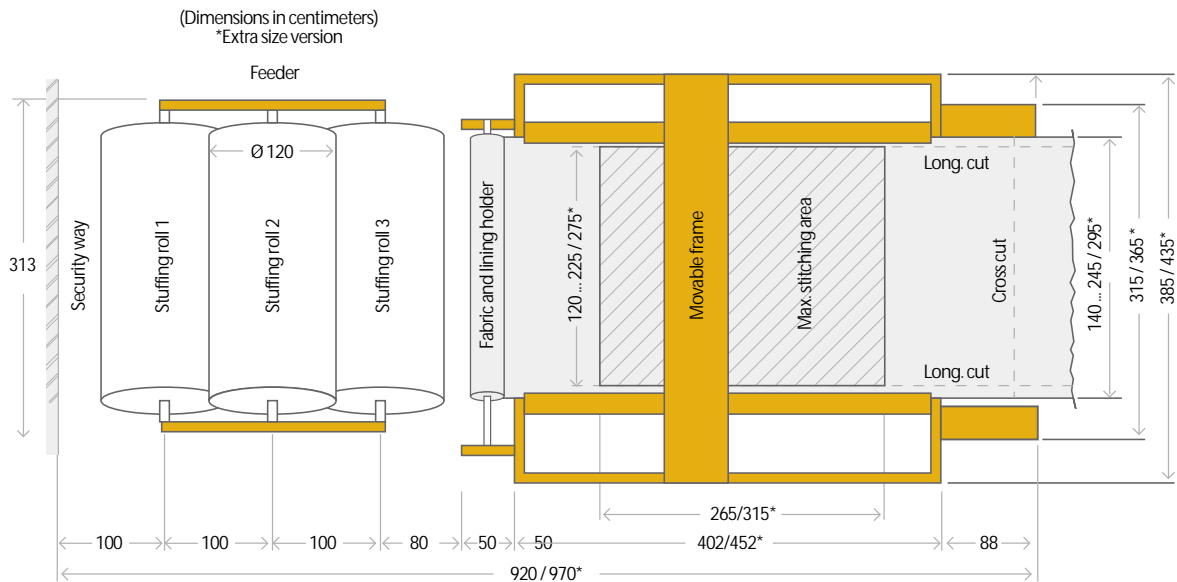 (Dimensions in centimeters)
*Extra size version
Feeder
Ø 120
313
Security way
Stuffing roll 1
Stuffing roll 2
Stuffing roll 3
Fabric and lining holder
120 ... 225 / 275*
Movable frame
Max. stitching area
Long. cut
Long. cut
Cross cut
140 ... 245 / 295*
315 / 365 *
385 / 435*
265/315*
100
100
100
80
50
50
402/452*
88
920 / 970*